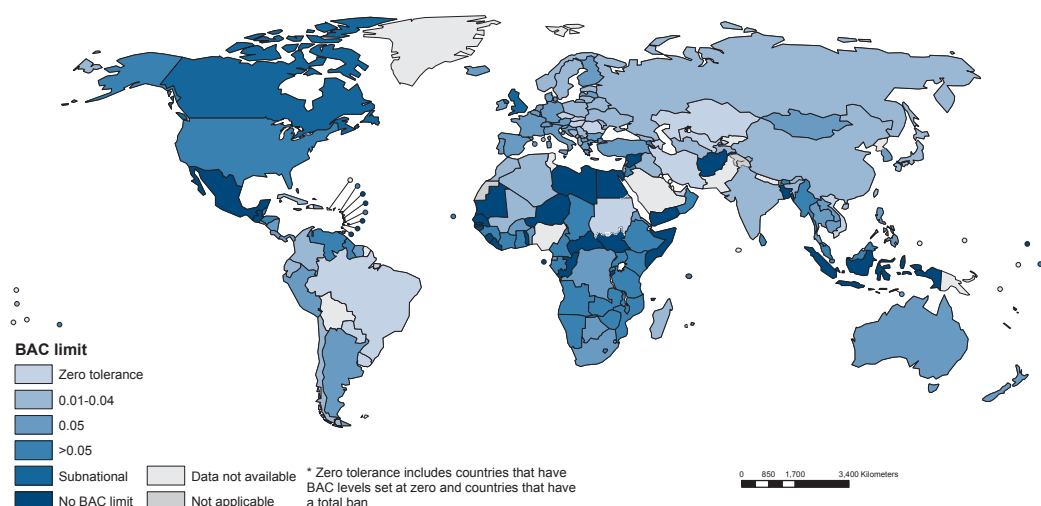 BAC limit
Zero tolerance
0.01-0.04
0.05
>0.05
Subnational
No BAC limit
Data not available
Not applicable
* Zero tolerance includes countries that have
BAC levels set at zero and countries that have
a total ban
0 850 1,700 3,400 Kilometers